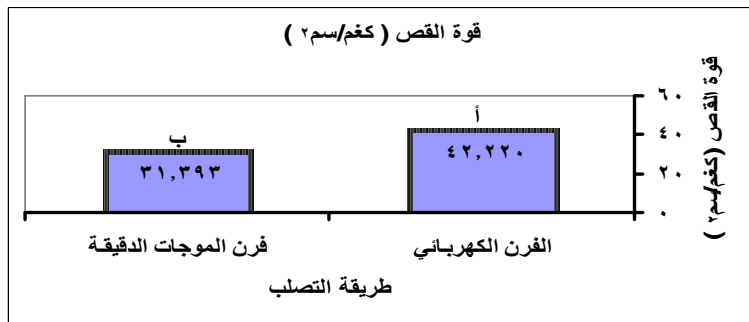 قوة القص ( كغم/سم٢ )
قوة القص (كغم/سم٢ )
٦٠
٤٠
٢٠
٠
أ
٤٢,٢٢٠
ب
٣١,٣٩٣
الفرن الكهربائي
فرن الموجات الدقيقة
طريقة التصلب